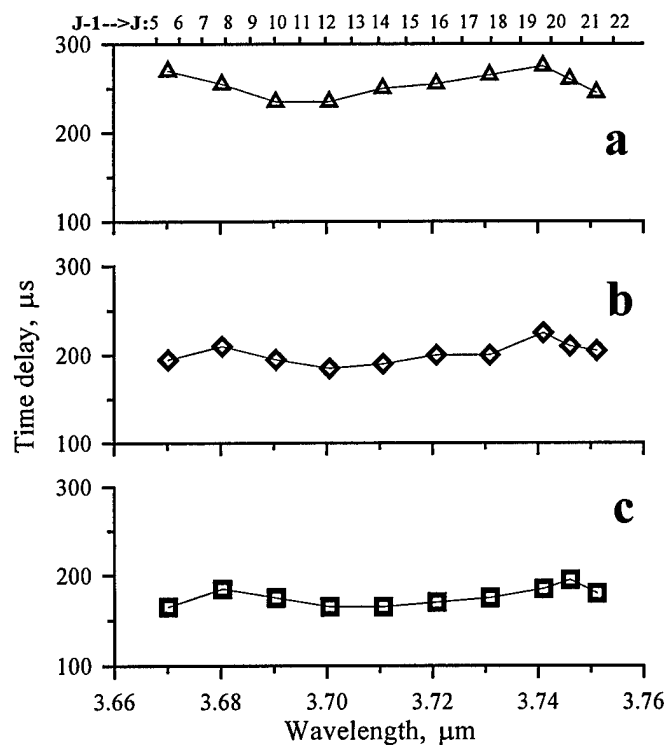 J-1-->J:5 6 7 8 9 10 11 12 13 14 15 16 17 18 19 20 21 22
300
200
a
100
300
b
200
Time delay, μs
100
300
c
200
100
3.66 3.68 3.70 3.72 3.74 3.76
Wavelength, μm